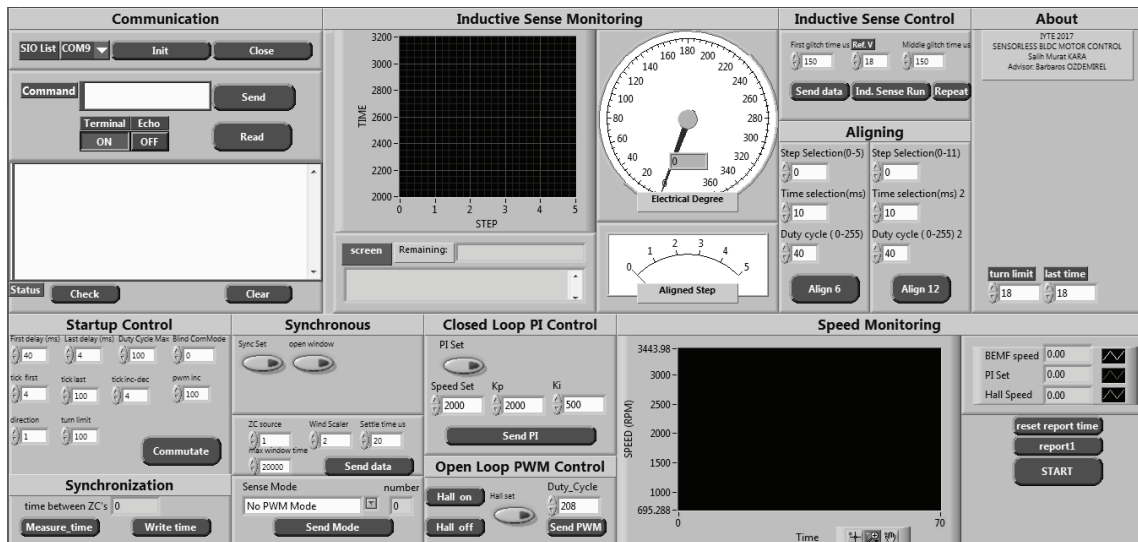 Communication
SIO List COM9 Init Close
Command Send
Terminal Echo
ON OFF Read
Status Check Clear
Inductive Sense Monitoring
3200
3000
2800
2600
2400
2200
2000
TIME
0 1 2 3 4 5
STEP
0 20 40 60 80 100 120 140 160 180 200 220 240 260 280 300 320 340 360
0
Electrical Degree
screen Remaining:
0 1 2 3 4 5
Aligned Step
Inductive Sense Control
First glitch time us Ref. V Middle glitch time us
150 18 150
Send data Ind. Sense Run Repeat
Aligning
Step Selection(0-5) Step Selection(0-11)
0 0
Time selection(ms) Time selection(ms) 2
10 10
Duty cycle ( 0-255) Duty cycle ( 0-255) 2
40 40
Align 6 Align 12
About
IYTE 2017
SENSORLESS BLDC MOTOR CONTROL
Salih Murat KARA
Advisor: Barbaros OZDEMIREL
turn limit last time
18 18
Startup Control
First delay (ms) Last delay (ms) Duty Cycle Max Blind ComMode
40 4 100 0
tick first tick last tick inc-dec pwm inc
4 100 4 100
direction turn limit
1 100
Commutate
Synchronization
time between ZC's 0
Measure_time Write time
Synchronous
Sync Set open window
ZC source Wind Scaler Settle time us
1 2 20
max window time
20000 Send data
Sense Mode number
No PWM Mode 0
Send Mode
Closed Loop PI Control
PI Set
Speed Set Kp Ki
2000 2000 500
Send PI
Open Loop PWM Control
Hall on Hall set Duty_Cycle
208
Hall off Send PWM
Speed Monitoring
3443.98
3000
2500
2000
1500
1000
695.288
SPEED (RPM)
0 70
Time
BEMF speed 0.00
PI Set 0.00
Hall Speed 0.00
reset report time
report1
START